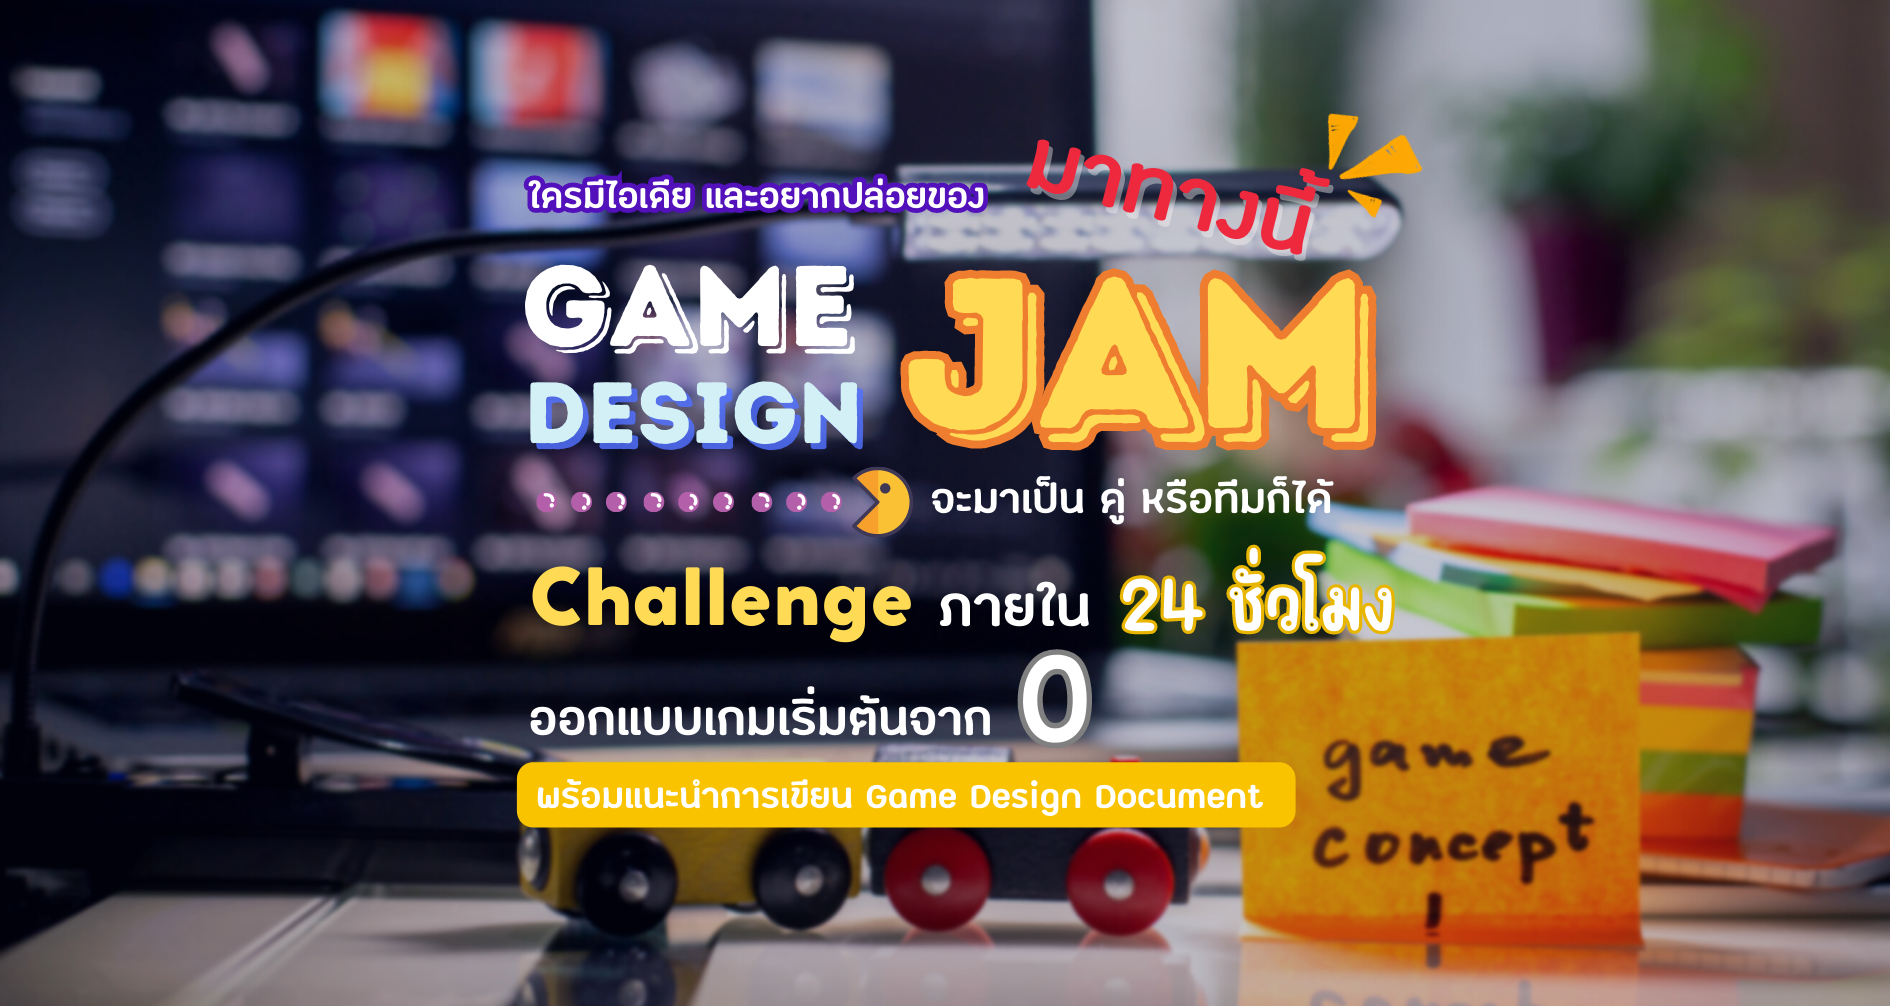 ใครมีไอเดีย และอยากปล่อยของ มาทางนี้
GAME DESIGN JAM
จะมาเป็น คู่ หรือทีมก็ได้
Challenge ภายใน 24 ชั่วโมง
ออกแบบเกมเริ่มต้นจาก 0
พร้อมแนะนำการเขียน Game Design Document
game
concept
!